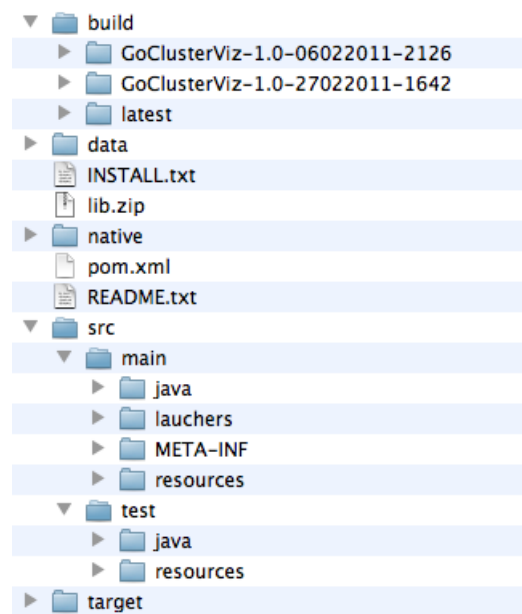 build
GoClusterViz-1.0-06022011-2126
GoClusterViz-1.0-27022011-1642
latest
data
INSTALL.txt
lib.zip
native
pom.xml
README.txt
src
main
java
lauchers
META-INF
resources
test
java
resources
target